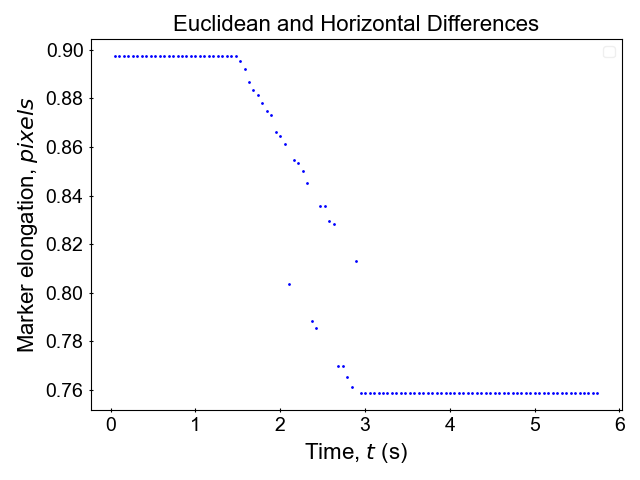 Euclidean and Horizontal Differences
0.90
0.88
0.86
0.84
0.82
0.80
0.78
0.76
Marker elongation, pixels
0 1 2 3 4 5 6
Time, t (s)